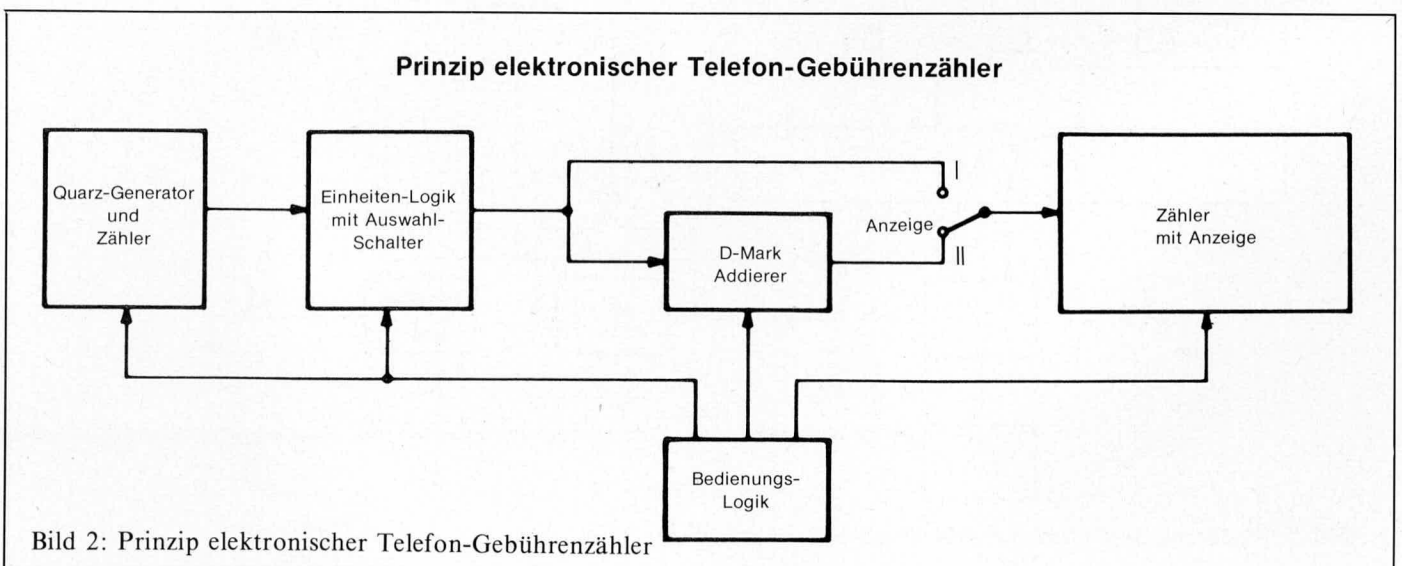 Prinzip elektronischer Telefon-Gebührenzähler
Quarz-Generator
und
Zähler
Einheiten-Logik
mit Auswahl-
Schalter
D-Mark
Addierer
Anzeige
I
II
Zähler
mit Anzeige
Bedienungs-
Logik
Bild 2: Prinzip elektronischer Telefon-Gebührenzähler